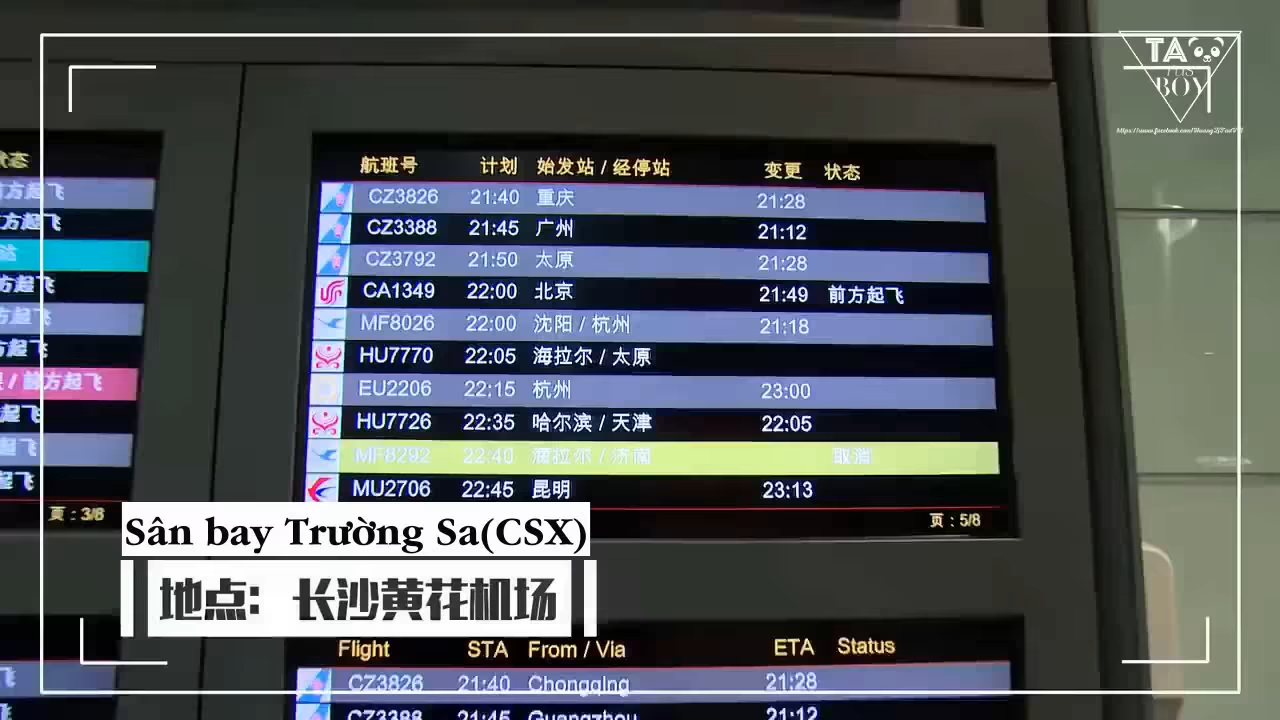 TA
BOY
航班号 计划 始发站 / 经停站 变更 状态
CZ3826 21:40 重庆 21:28
CZ3388 21:45 广州 21:12
CZ3792 21:50 太原 21:28
CA1349 22:00 北京 21:49 前方起飞
MF8026 22:00 沈阳 / 杭州 21:18
HU7770 22:05 海拉尔 / 太原
EU2206 22:15 杭州 23:00
HU7726 22:35 哈尔滨 / 天津 22:05
MF8292 22:40 海拉尔 / 济南 取消
MU2706 22:45 昆明 23:13
页 : 3/8
页 : 5/8
Sân bay Trường Sa(CSX)
地点: 长沙黄花机场
Flight STA From / Via ETA Status
CZ3826 21:40 Chongqing 21:28
CZ3388 21:45 Guangzhou 21:12